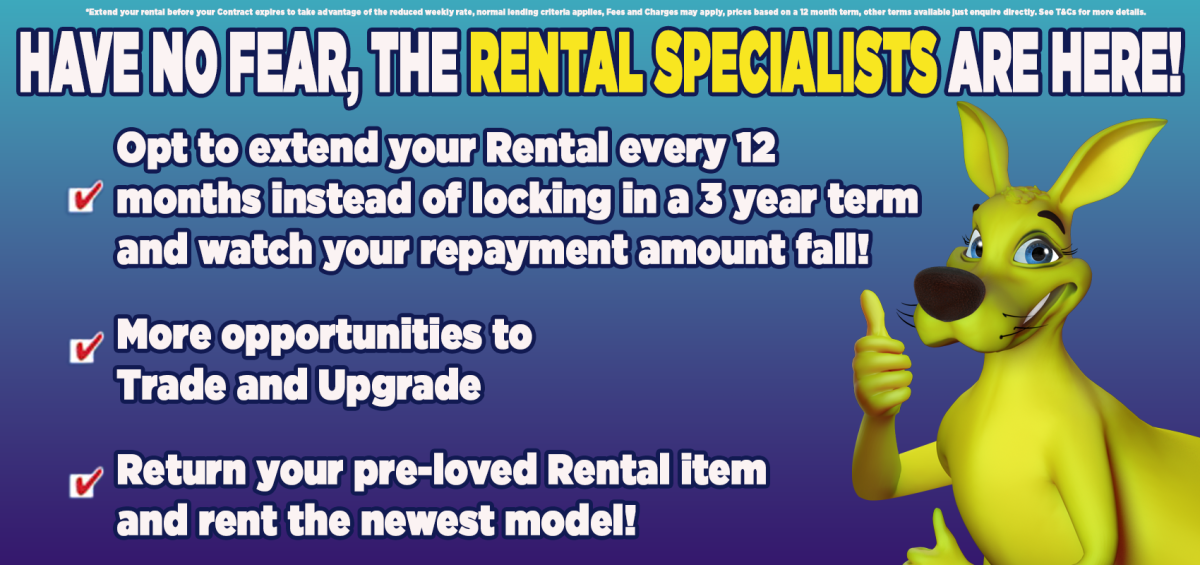 *Extend your rental before your Contract expires to take advantage of the reduced weekly rate, normal lending criteria applies, Fees and Charges may apply, prices based on a 12 month term, other terms available just enquire directly. See T&Cs for more details.
HAVE NO FEAR, THE RENTAL SPECIALISTS ARE HERE!
Opt to extend your Rental every 12
months instead of locking in a 3 year term
and watch your repayment amount fall!
More opportunities to
Trade and Upgrade
Return your pre-loved Rental item
and rent the newest model!